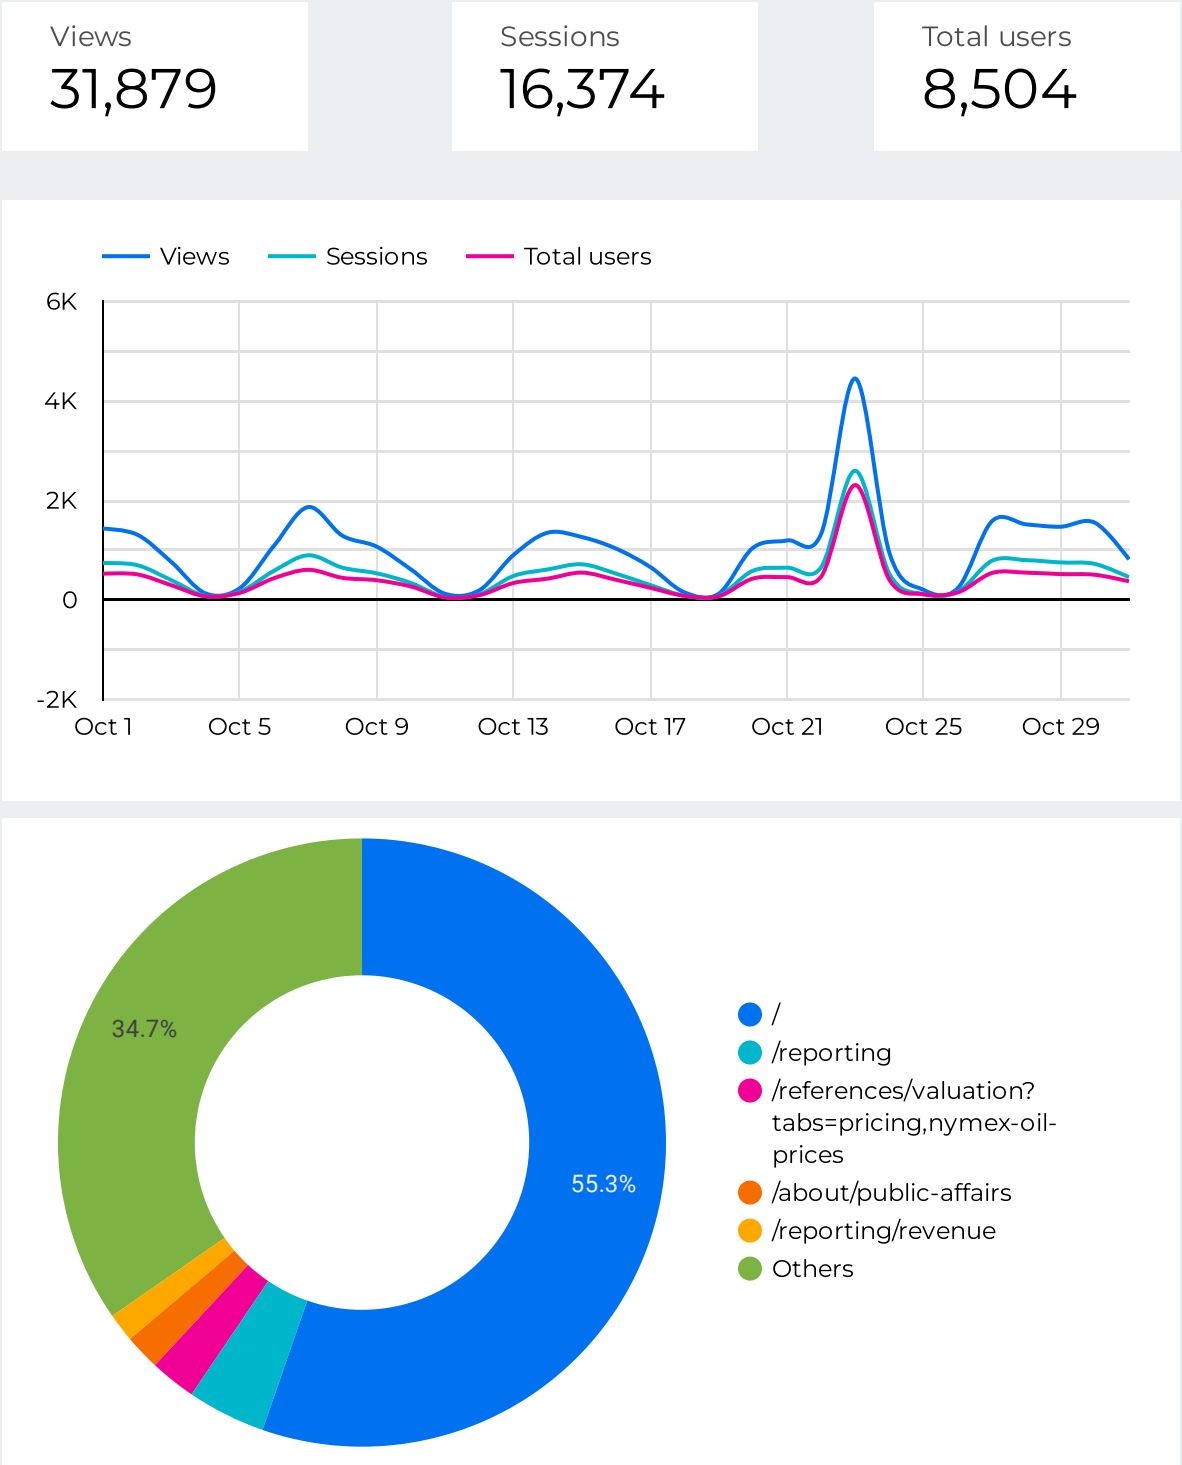 Views
31,879
Sessions
16,374
Total users
8,504
Views
Sessions
Total users
6K
4K
2K
0
-2K
Oct 1
Oct 5
Oct 9
Oct 13
Oct 17
Oct 21
Oct 25
Oct 29
34.7%
55.3%
/
/reporting
/references/valuation?
tabs=pricing,nymex-oil-
prices
/about/public-affairs
/reporting/revenue
Others